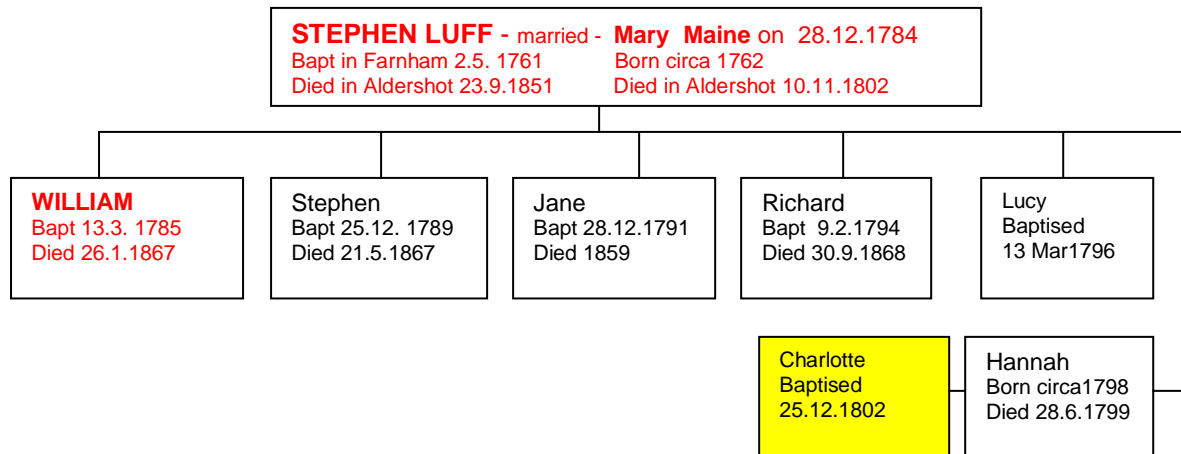 STEPHEN LUFF - married - Mary Maine on 28.12.1784
Bapt in Farnham 2.5. 1761 Born circa 1762
Died in Aldershot 23.9.1851 Died in Aldershot 10.11.1802
WILLIAM
Bapt 13.3. 1785
Died 26.1.1867
Stephen
Bapt 25.12. 1789
Died 21.5.1867
Jane
Bapt 28.12.1791
Died 1859
Richard
Bapt 9.2.1794
Died 30.9.1868
Lucy
Baptised
13 Mar1796
Charlotte
Baptised
25.12.1802
Hannah
Born circa1798
Died 28.6.1799